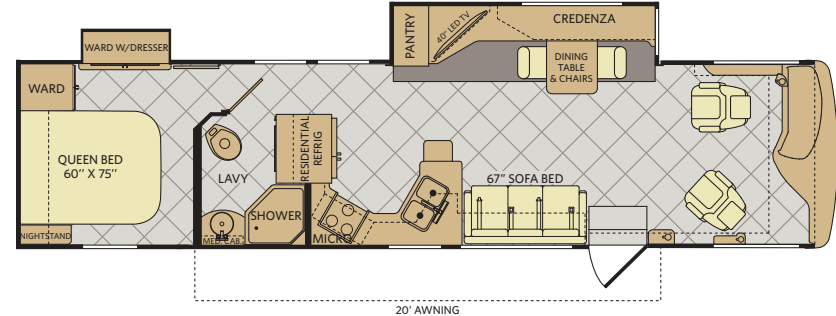 WARD W/DRESSER
PANTRY
40" LED TV
CREDENZA
DINING
TABLE
& CHAIRS
WARD
QUEEN BED
60" X 75"
NIGHTSTAND
LAVY
RESIDENTIAL
REFRIG
SHOWER
MED. CAB.
MICRO
67" SOFA BED
20' AWNING